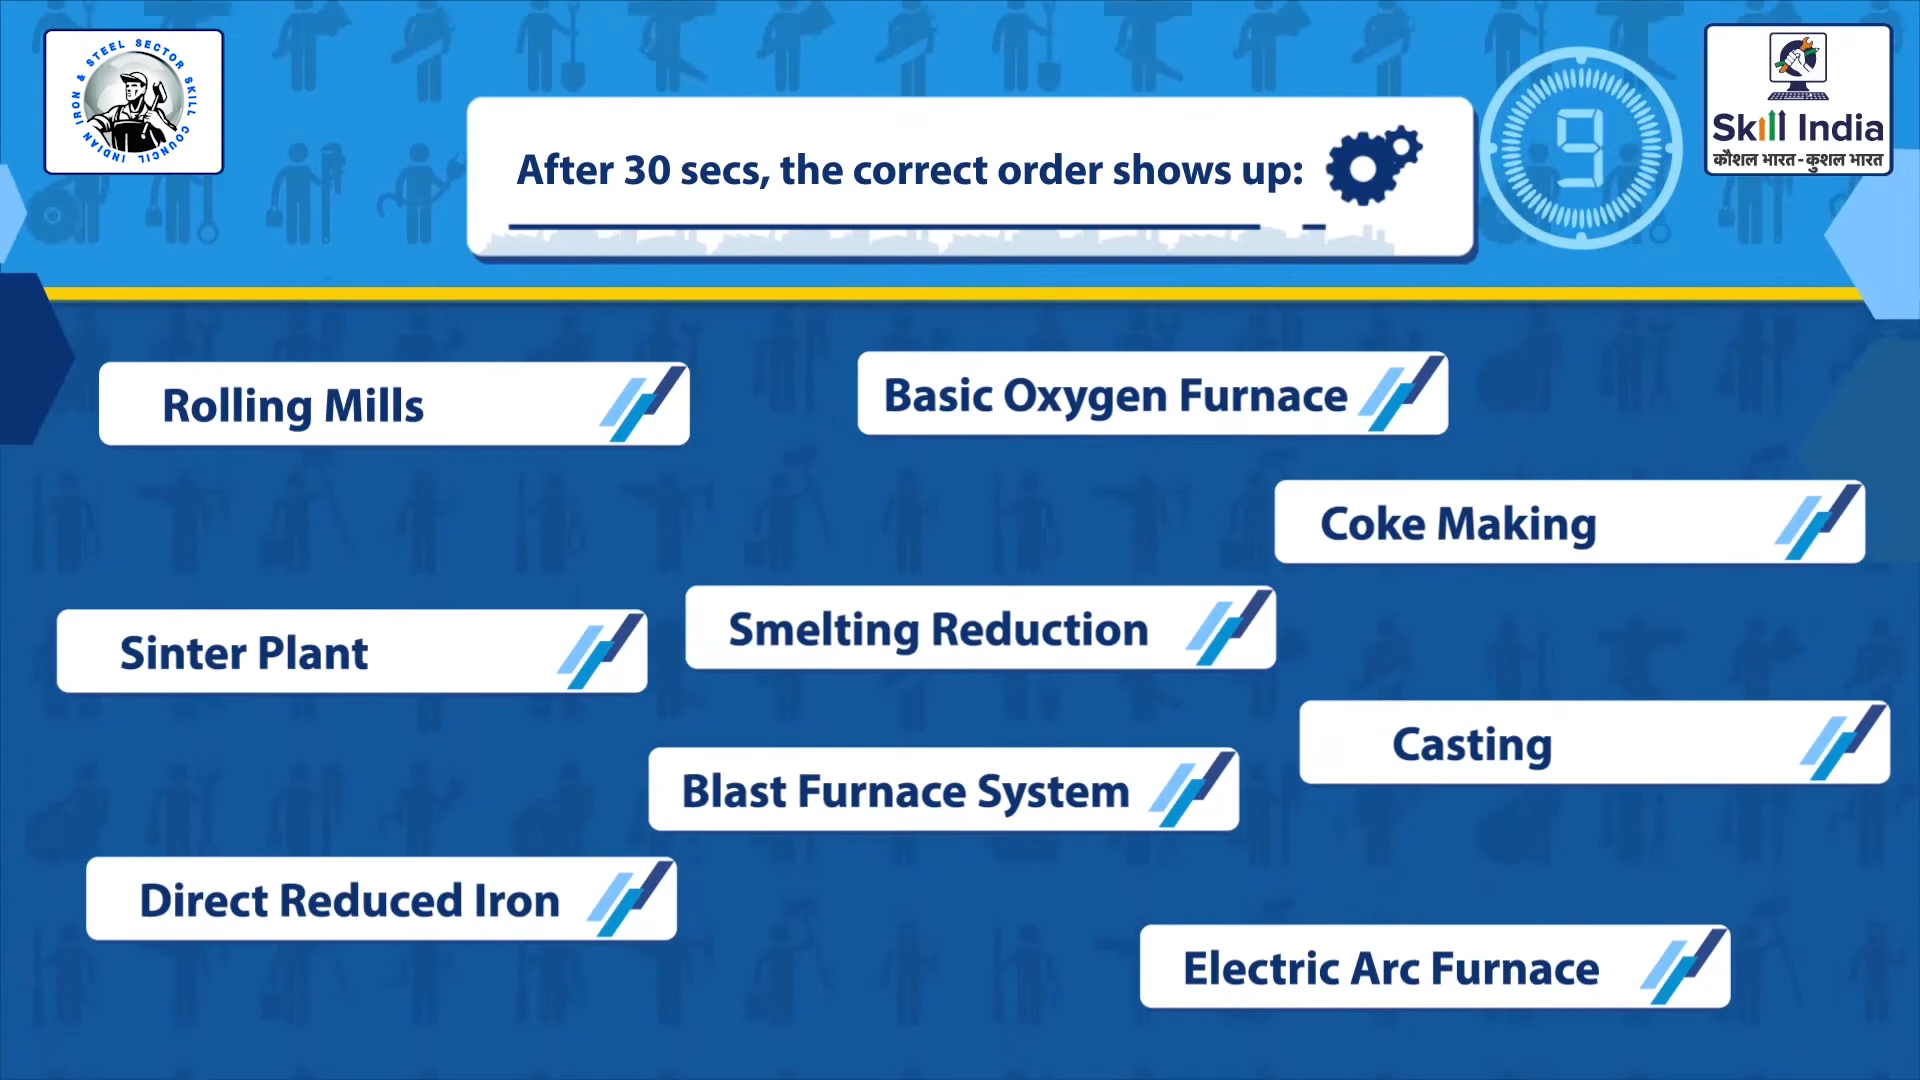 INDIAN IRON & STEEL SECTOR SKILL COUNCIL
After 30 secs, the correct order shows up:
9
Skill India
कौशल भारत - कुशल भारत
Rolling Mills
Basic Oxygen Furnace
Coke Making
Sinter Plant
Smelting Reduction
Casting
Blast Furnace System
Direct Reduced Iron
Electric Arc Furnace